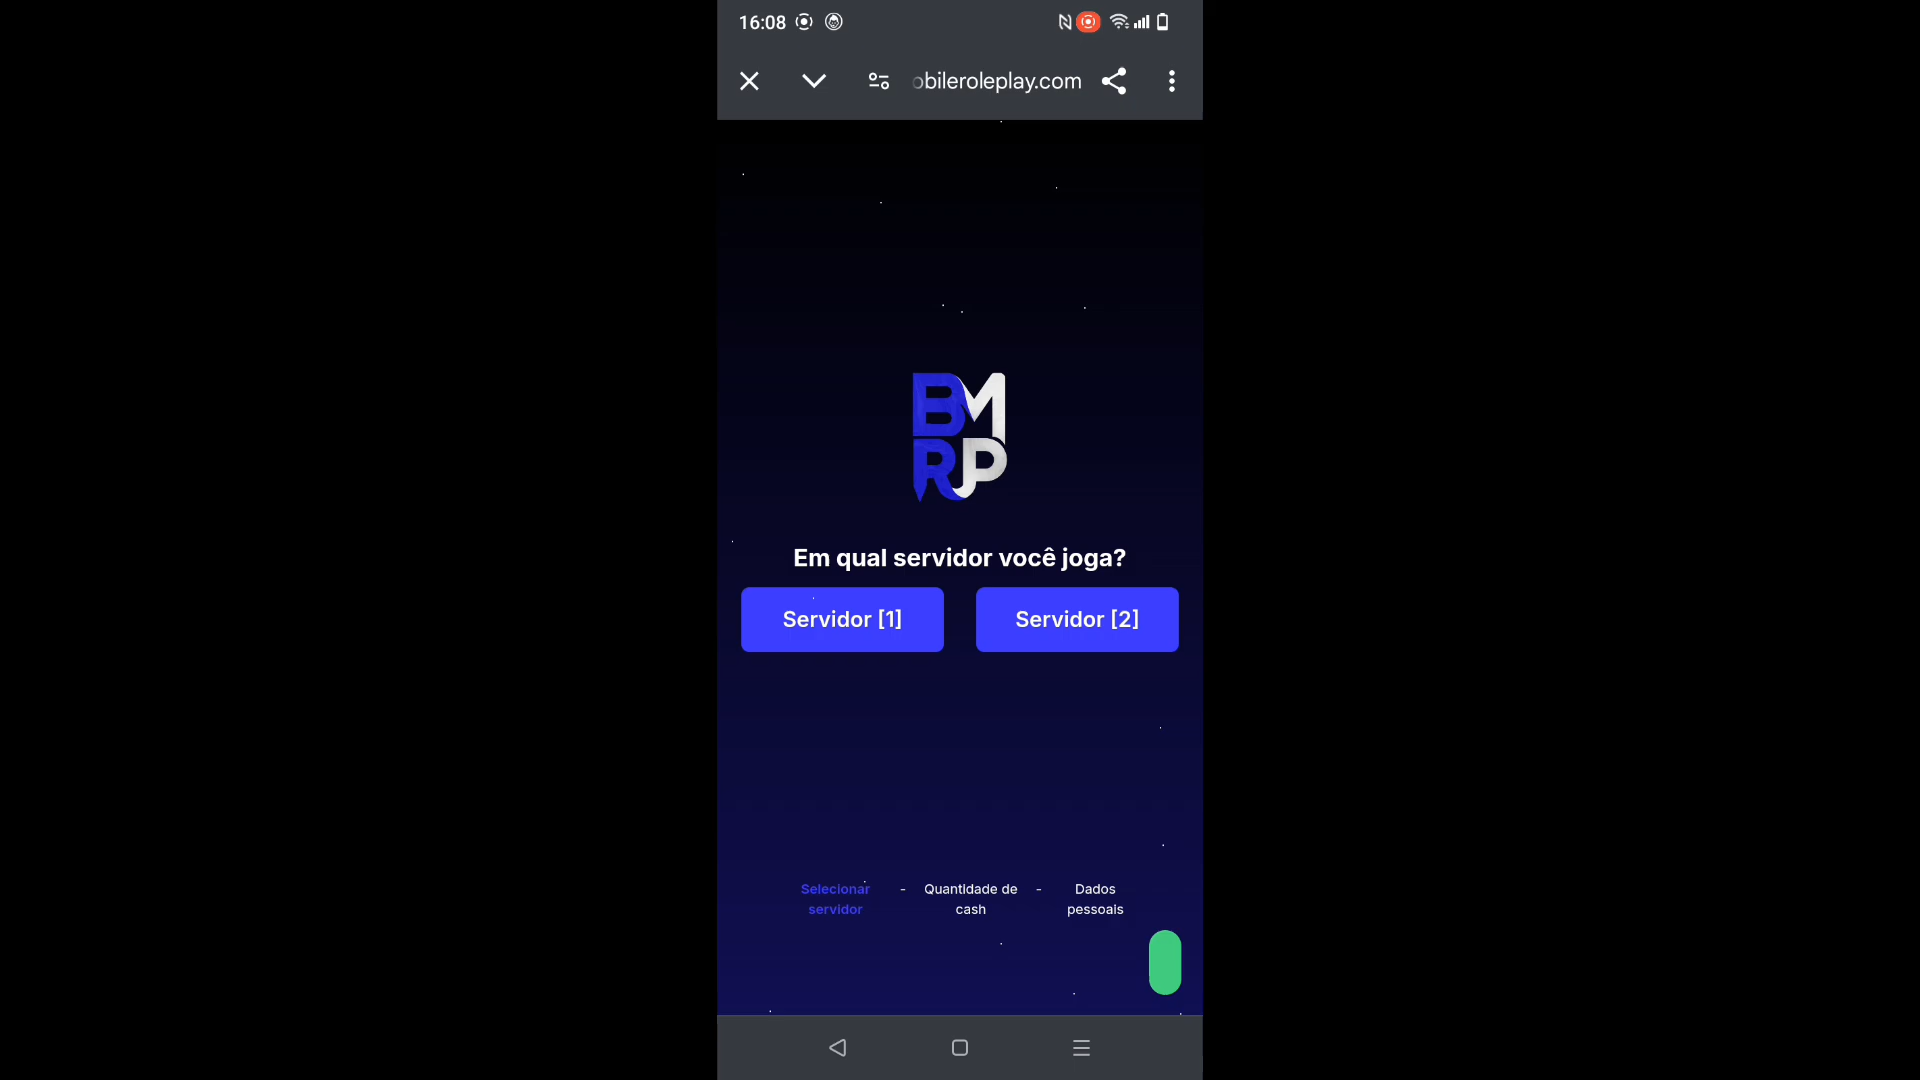 16:08
obileroleplay.com
BM
RP
Em qual servidor você joga?
Servidor [1]
Servidor [2]
Selecionar servidor - Quantidade de cash - Dados pessoais